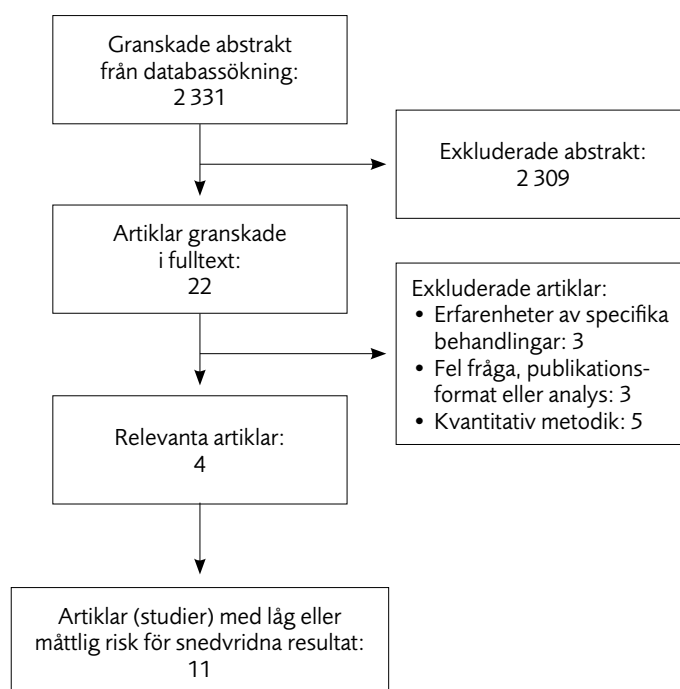 Granskade abstrakt
från databassökning:
2 331
Exkluderade abstrakt:
2 309
Artiklar granskade
i fulltext:
22
Exkluderade artiklar:
• Erfarenheter av specifika
behandlingar: 3
• Fel fråga, publikations-
format eller analys: 3
• Kvantitativ metodik: 5
Relevanta artiklar:
4
Artiklar (studier) med låg eller
måttlig risk för snedvridna resultat:
11